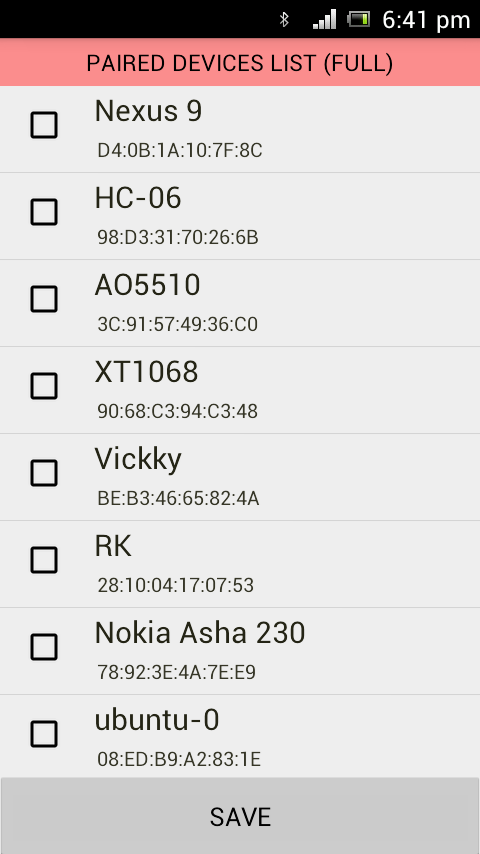 6:41 pm
PAIRED DEVICES LIST (FULL)
Nexus 9
D4:0B:1A:10:7F:8C
HC-06
98:D3:31:70:26:6B
AO5510
3C:91:57:49:36:C0
XT1068
90:68:C3:94:C3:48
Vickky
BE:B3:46:65:82:4A
RK
28:10:04:17:07:53
Nokia Asha 230
78:92:3E:4A:7E:E9
ubuntu-0
08:ED:B9:A2:83:1E
SAVE